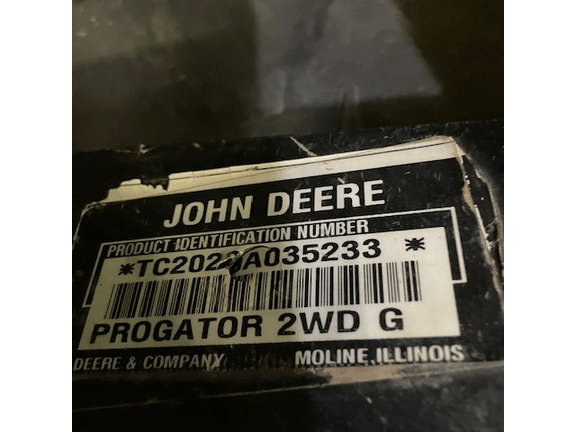 JOHN DEERE
PRODUCT IDENTIFICATION NUMBER
PROGATOR 2WD G
DEERE & COMPANY MOLINE, ILLINOIS